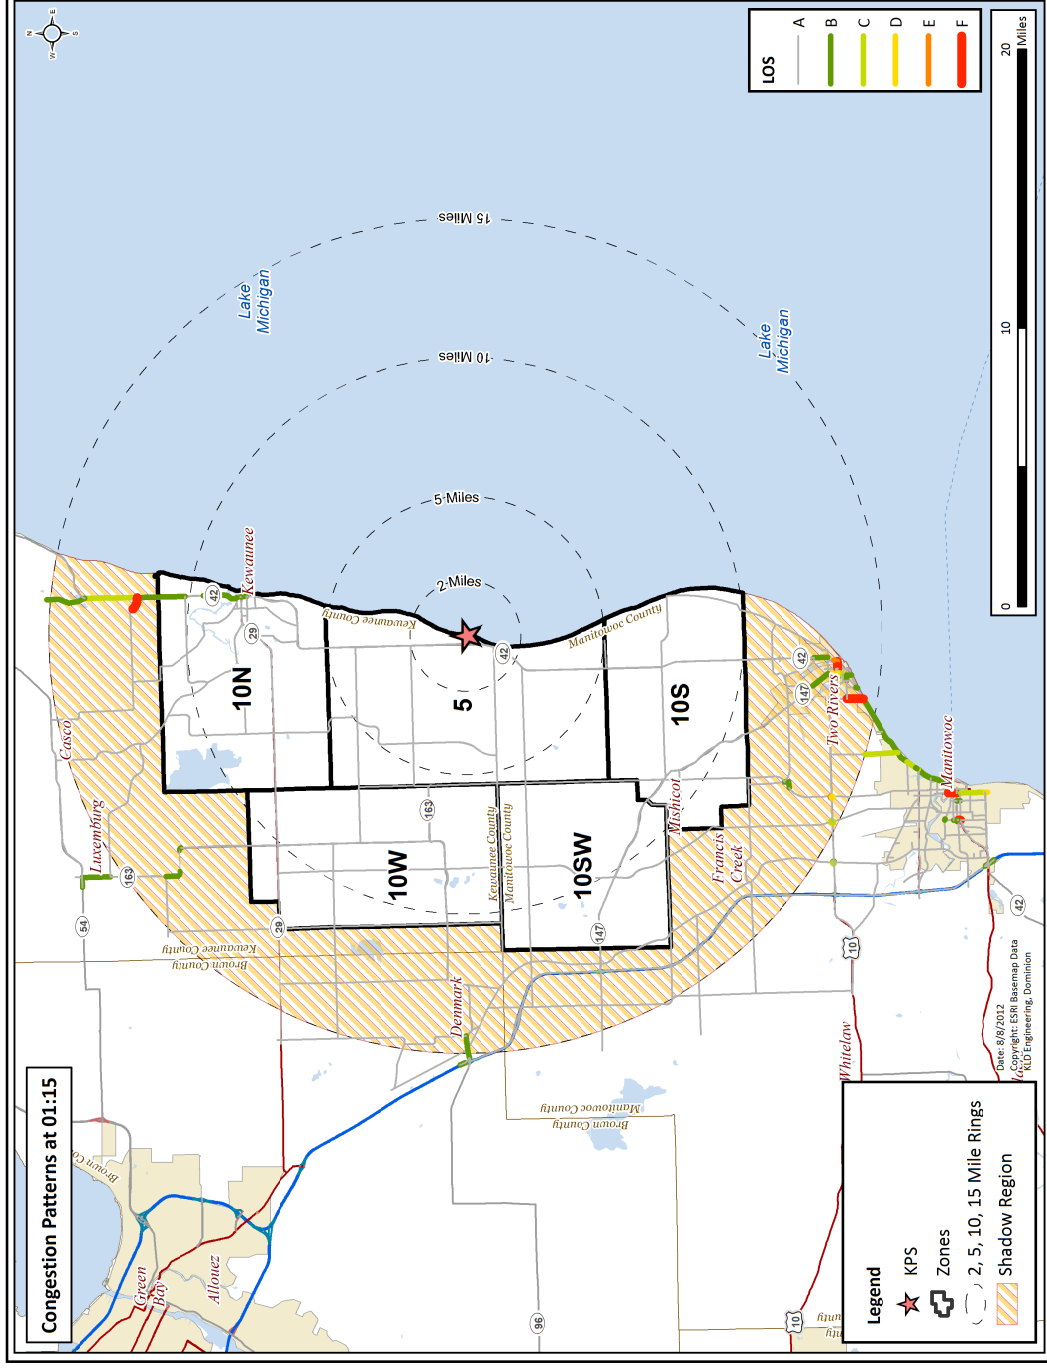 Congestion Patterns at 01:15
N
E
S
W
LOS
A
B
C
D
E
F
20
Miles
10
0
Lake
Michigan
Lake
Michigan
15 Miles
10 Miles
5 Miles
2 Miles
Casco
Luxemburg
Kewaunee
Denmark
Mishicot
Francis
Creek
Two Rivers
Manitowoc
Whitelaw
Green
Bay
Allouez
10N
5
10S
10W
10SW
42
29
42
163
163
54
29
147
147
42
10
42
96
10
Kewaunee County
Manitowoc County
Kewaunee County
Manitowoc County
Kewaunee County
Brown County
Manitowoc County
Brown County
Brown Co
Legend
KPS
Zones
2, 5, 10, 15 Mile Rings
Shadow Region
Date: 8/8/2012
Copyright: ESRI Basemap Data
KLD Engineering, Dominion